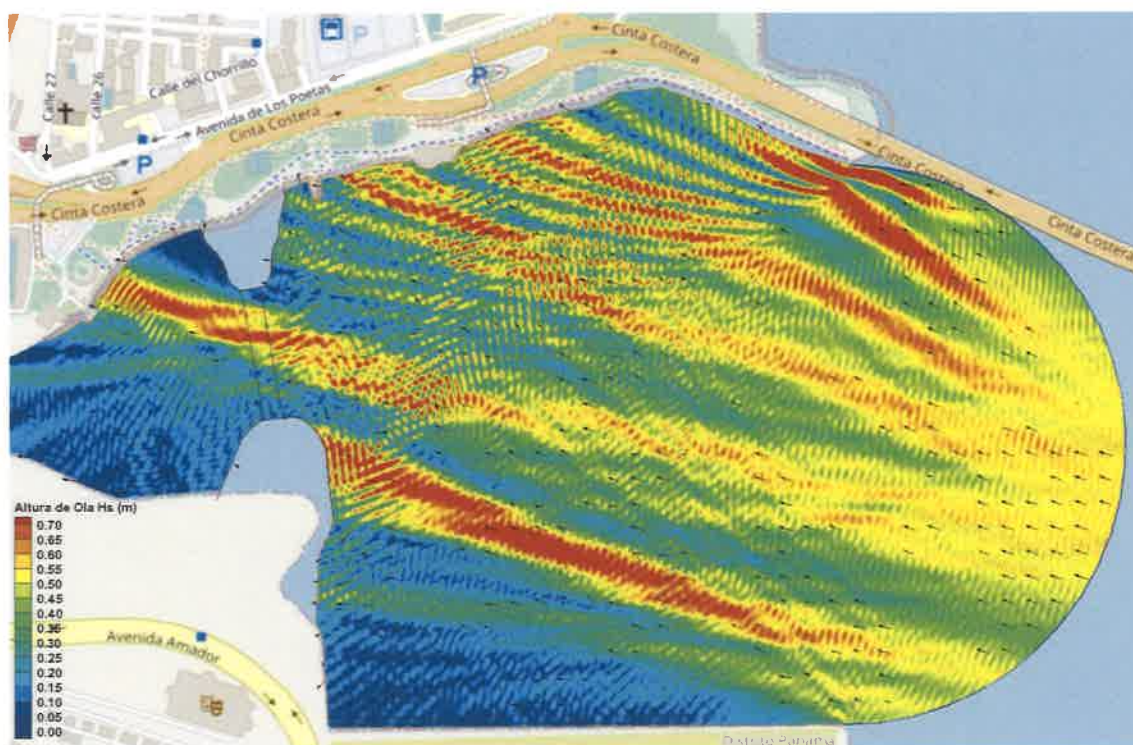 Cinta Costera
P
Calle 27
Calle 26
Calle del Chorrillo
P
Avenida de Los Poetas
Cinta Costera
P
Cinta Costera
Cinta Costera
Cinta Costera
Altura de Ola Hs (m)
0.70
0.65
0.60
0.55
0.50
0.45
0.40
0.35
0.30
0.25
0.20
0.15
0.10
0.05
0.00
Avenida Amador
Distrito Panamá